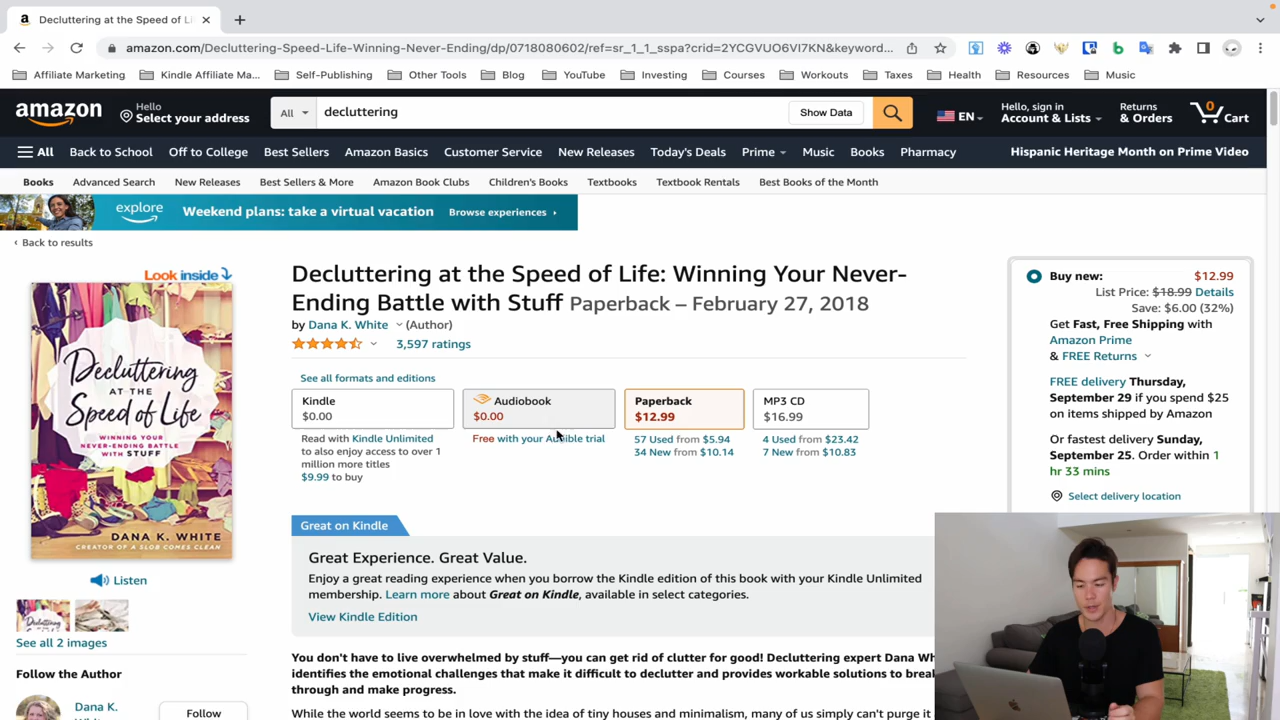 Decluttering at the Speed of Li
amazon.com/Decluttering-Speed-Life-Winning-Never-Ending/dp/0718080602/ref=sr_1_1_sspa?crid=2YCGVUO6VI7KN&keyword...
Affiliate Marketing
Kindle Affiliate Ma...
Self-Publishing
Other Tools
Blog
YouTube
Investing
Courses
Workouts
Taxes
Health
Resources
Music
amazon
Hello
Select your address
All
decluttering
Show Data
EN
Hello, sign in
Account & Lists
Returns
& Orders
0
Cart
All
Back to School
Off to College
Best Sellers
Amazon Basics
Customer Service
New Releases
Today's Deals
Prime
Music
Books
Pharmacy
Hispanic Heritage Month on Prime Video
Books
Advanced Search
New Releases
Best Sellers & More
Amazon Book Clubs
Children's Books
Textbooks
Textbook Rentals
Best Books of the Month
explore
Weekend plans: take a virtual vacation
Browse experiences ›
‹ Back to results
Look inside
Decluttering
AT THE
Speed of Life
WINNING YOUR
NEVER-ENDING BATTLE
WITH STUFF
DANA K. WHITE
CREATOR OF A SLOB COMES CLEAN
Listen
See all 2 images
Follow the Author
Dana K.
Follow
Decluttering at the Speed of Life: Winning Your Never-
Ending Battle with Stuff Paperback – February 27, 2018
by Dana K. White (Author)
3,597 ratings
See all formats and editions
Kindle
$0.00
Read with Kindle Unlimited
to also enjoy access to over 1
million more titles
$9.99 to buy
Audiobook
$0.00
Free with your Audible trial
Paperback
$12.99
57 Used from $5.94
34 New from $10.14
MP3 CD
$16.99
4 Used from $23.42
7 New from $10.83
Great on Kindle
Great Experience. Great Value.
Enjoy a great reading experience when you borrow the Kindle edition of this book with your Kindle Unlimited
membership. Learn more about Great on Kindle, available in select categories.
View Kindle Edition
You don't have to live overwhelmed by stuff—you can get rid of clutter for good! Decluttering expert Dana Wh
identifies the emotional challenges that make it difficult to declutter and provides workable solutions to break
through and make progress.
While the world seems to be in love with the idea of tiny houses and minimalism, many of us simply can't purge it
Buy new:
$12.99
List Price: $18.99 Details
Save: $6.00 (32%)
Get Fast, Free Shipping with
Amazon Prime
& FREE Returns
FREE delivery Thursday,
September 29 if you spend $25
on items shipped by Amazon
Or fastest delivery Sunday,
September 25. Order within 1
hr 33 mins
Select delivery location